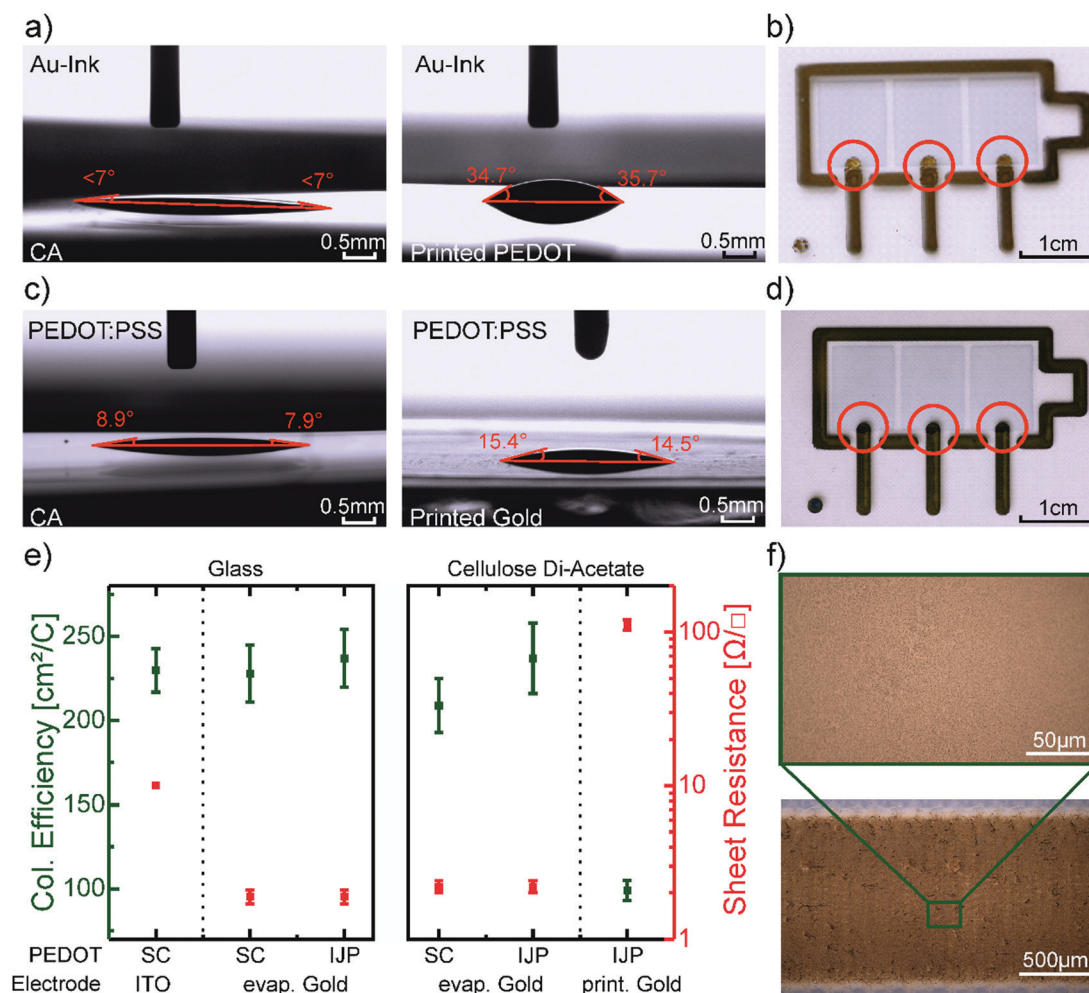 a)
Au-Ink
<7°
<7°
CA
0.5mm
Au-Ink
34.7°
35.7°
Printed PEDOT
0.5mm
b)
1cm
c)
PEDOT:PSS
8.9°
7.9°
CA
0.5mm
PEDOT:PSS
15.4°
14.5°
Printed Gold
0.5mm
d)
1cm
e)
Glass
Cellulose Di-Acetate
Col. Efficiency [cm²/C]
250
200
150
100
100
10
1
Sheet Resistance [Ω/□]
PEDOT SC SC IJP SC IJP IJP
Electrode ITO evap. Gold evap. Gold print. Gold
f)
50µm
500µm